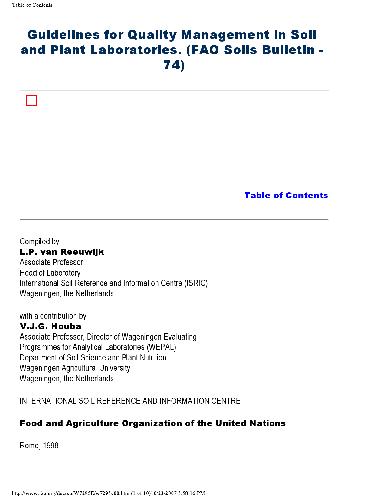 Table of Contents
Guidelines for Quality Management in Soil
and Plant Laboratories. (FAO Soils Bulletin -
74)
Table of Contents
Compiled by
L.P. van Reeuwijk
Associate Professor
Head of Laboratory
International Soil Reference and Information Centre (ISRIC)
Wageningen, the Netherlands
with a contribution by
V.J.G. Houba
Associate Professor, Director of Wageningen Evaluating
Programmes for Analytical Laboratories (WEPAL)
Department of Soil Science and Plant Nutrition
Wageningen Agricultural University
Wageningen, the Netherlands
INTERNATIONAL SOIL REFERENCE AND INFORMATION CENTRE
Food and Agriculture Organization of the United Nations
Rome, 1998